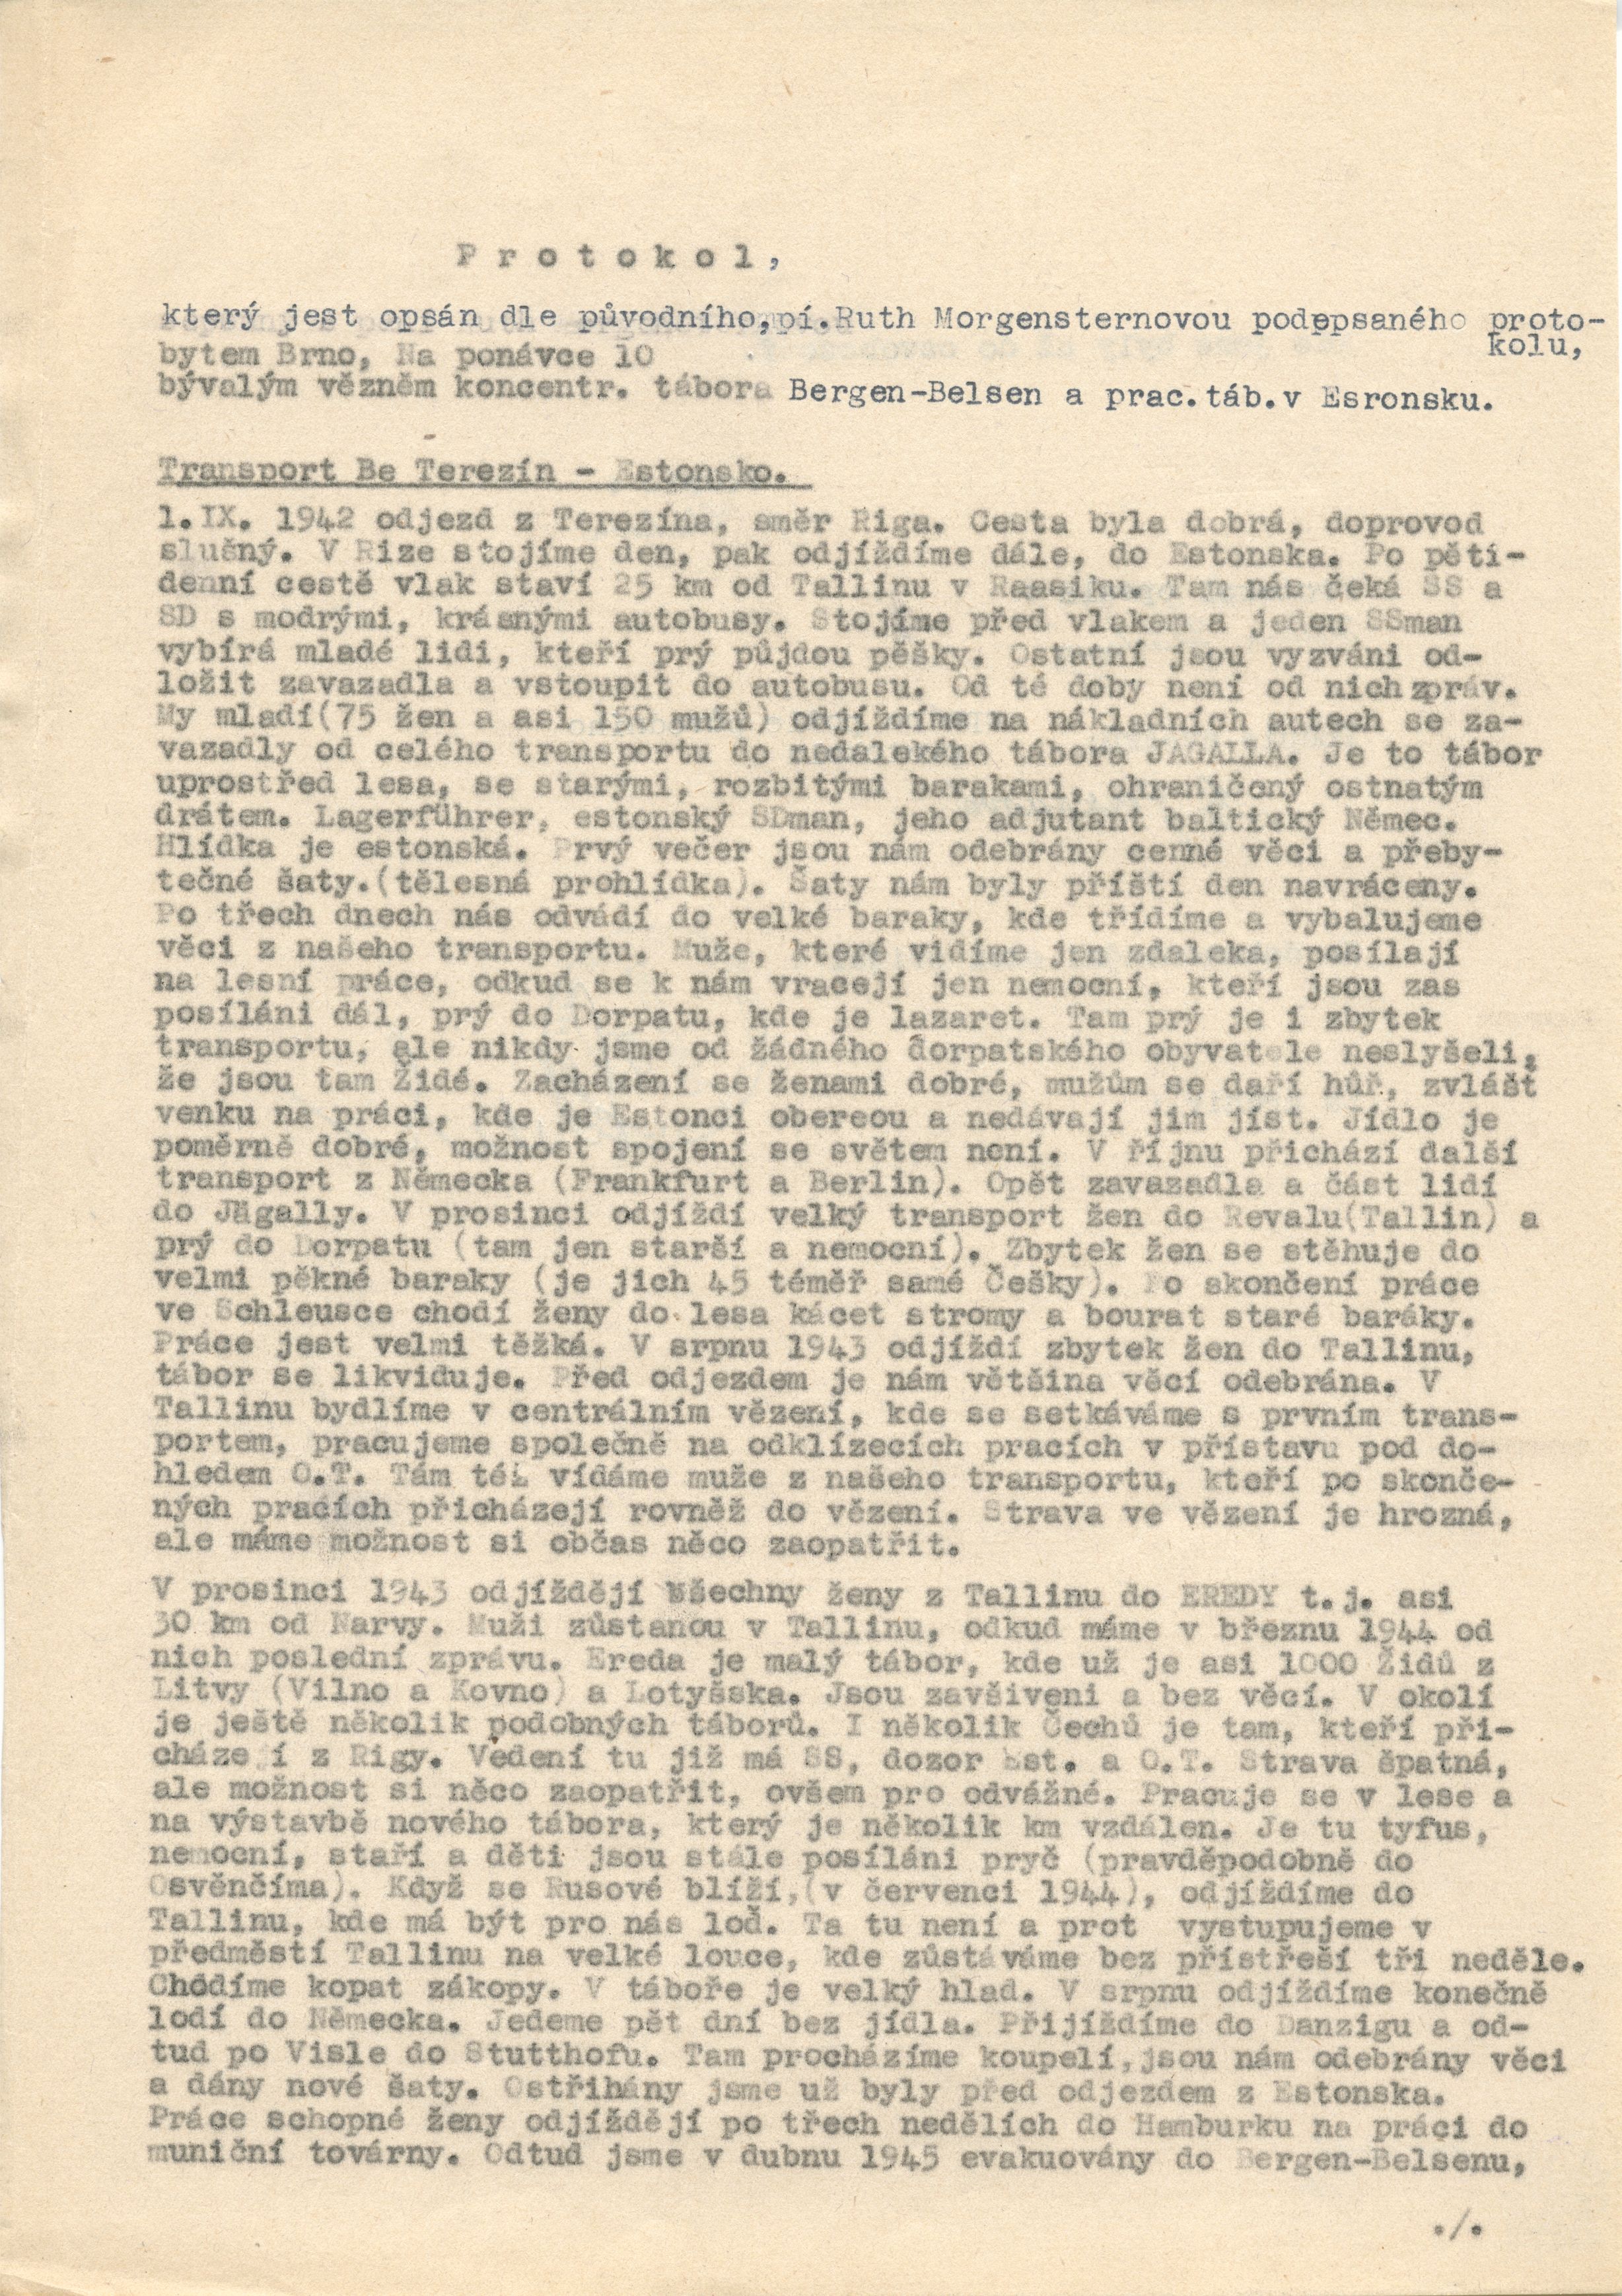 P r o t o k o l,
který jest opsán dle původního,pí.Ruth Morgensternovou podepsaného proto-
kolu,
bytem Brno, Na ponávce 10
bývalým vězněm koncentr. tábora Bergen-Belsen a prac.táb.v Esronsku.
Transport Be Terezín - Estonsko.
1.IX. 1942 odjezd z Terezína, směr Riga. Cesta byla dobrá, doprovod
slušný. V Rize stojíme den, pak odjíždíme dále, do Estonska. Po pěti-
denní cestě vlak staví 25 km od Tallinu v Raasiku. Tam nás čeká SS a
SD s modrými, krásnými autobusy. Stojíme před vlakem a jeden SSman
vybírá mladé lidi, kteří prý půjdou pěšky. Ostatní jsou vyzváni od-
ložit zavazadla a vstoupit do autobusu. Od té doby není od nich zpráv.
My mladí(75 žen a asi 150 mužů) odjíždíme na nákladních autech se za-
vazadly od celého transportu do nedalekého tábora JAGALLA. Je to tábor
uprostřed lesa, se starými, rozbitými barakami, ohraničený ostnatým
drátem. Lagerführer, estonský SDman, jeho adjutant baltický Němec.
Hlídka je estonská. Prvý večer jsou nám odebrány cenné věci a přeby-
tečné šaty.(tělesná prohlídka). Šaty nám byly příští den navráceny.
Po třech dnech nás odvádí do velké baraky, kde třídíme a vybalujeme
věci z našeho transportu. Muže, které vidíme jen zdaleka, posílají
na lesní práce, odkud se k nám vracejí jen nemocní, kteří jsou zas
posíláni dál, prý do Dorpatu, kde je lazaret. Tam prý je i zbytek
transportu, ale nikdy jsme od žádného dorpatského obyvatele neslyšeli,
že jsou tam Židé. Zacházení se ženami dobré, mužům se daří hůř, zvlášť
venku na práci, kde je Estonci obereou a nedávají jim jíst. Jídlo je
poměrně dobré, možnost spojení se světem není. V říjnu přichází další
transport z Německa (Frankfurt a Berlin). Opět zavazadla a část lidí
do Jägally. V prosinci odjíždí velký transport žen do Revalu(Tallin) a
prý do Dorpatu (tam jen starší a nemocní). Zbytek žen se stěhuje do
velmi pěkné baraky (je jich 45 téměř samé Češky). Po skončení práce
ve Schleusce chodí ženy do lesa kácet stromy a bourat staré baráky.
Práce jest velmi těžká. V srpnu 1943 odjíždí zbytek žen do Tallinu,
tábor se likviduje. Před odjezdem je nám většina věcí odebrána. V
Tallinu bydlíme v centrálním vězení, kde se setkáváme s prvním trans-
portem, pracujeme společně na odklízecích pracích v přístavu pod do-
hledem O.T. Tám též vídáme muže z našeho transportu, kteří po skonče-
ných pracích přicházejí rovněž do vězení. Strava ve vězení je hrozná,
ale máme možnost si občas něco zaopatřit.
V prosinci 1943 odjíždějí všechny ženy z Tallinu do EREDY t.j. asi
30 km od Narvy. Muži zůstanou v Tallinu, odkud máme v březnu 1944 od
nich poslední zprávu. Ereda je malý tábor, kde už je asi 1000 Židů z
Litvy (Vilno a Kovno) a Lotyšska. Jsou zavšiveni a bez věcí. V okolí
je ještě několik podobných táborů. I několik Čechů je tam, kteří při-
cházejí z Rigy. Vedení tu již má SS, dozor Est. a O.T. Strava špatná,
ale možnost si něco zaopatřit, ovšem pro odvážné. Pracuje se v lese a
na výstavbě nového tábora, který je několik km vzdálen. Je tu tyfus,
nemocní, staří a děti jsou stále posíláni pryč (pravděpodobně do
Osvěnčíma). Když se Rusové blíží,(v červenci 1944), odjíždíme do
Tallinu, kde má být pro nás loď. Ta tu není a prot vystupujeme v
předměstí Tallinu na velké louce, kde zůstáváme bez přístřeší tři neděle.
Chodíme kopat zákopy. V táboře je velký hlad. V srpnu odjíždíme konečně
lodí do Německa. Jedeme pět dní bez jídla. Přijíždíme do Danzigu a od-
tud po Visle do Stutthofu. Tam procházíme koupelí,jsou nám odebrány věci
a dány nové šaty. Ostříhány jsme už byly před odjezdem z Estonska.
Práce schopné ženy odjíždějí po třech nedělích do Hamburku na práci do
muniční továrny. Odtud jsme v dubnu 1945 evakuovány do Bergen-Belsenu,
./.